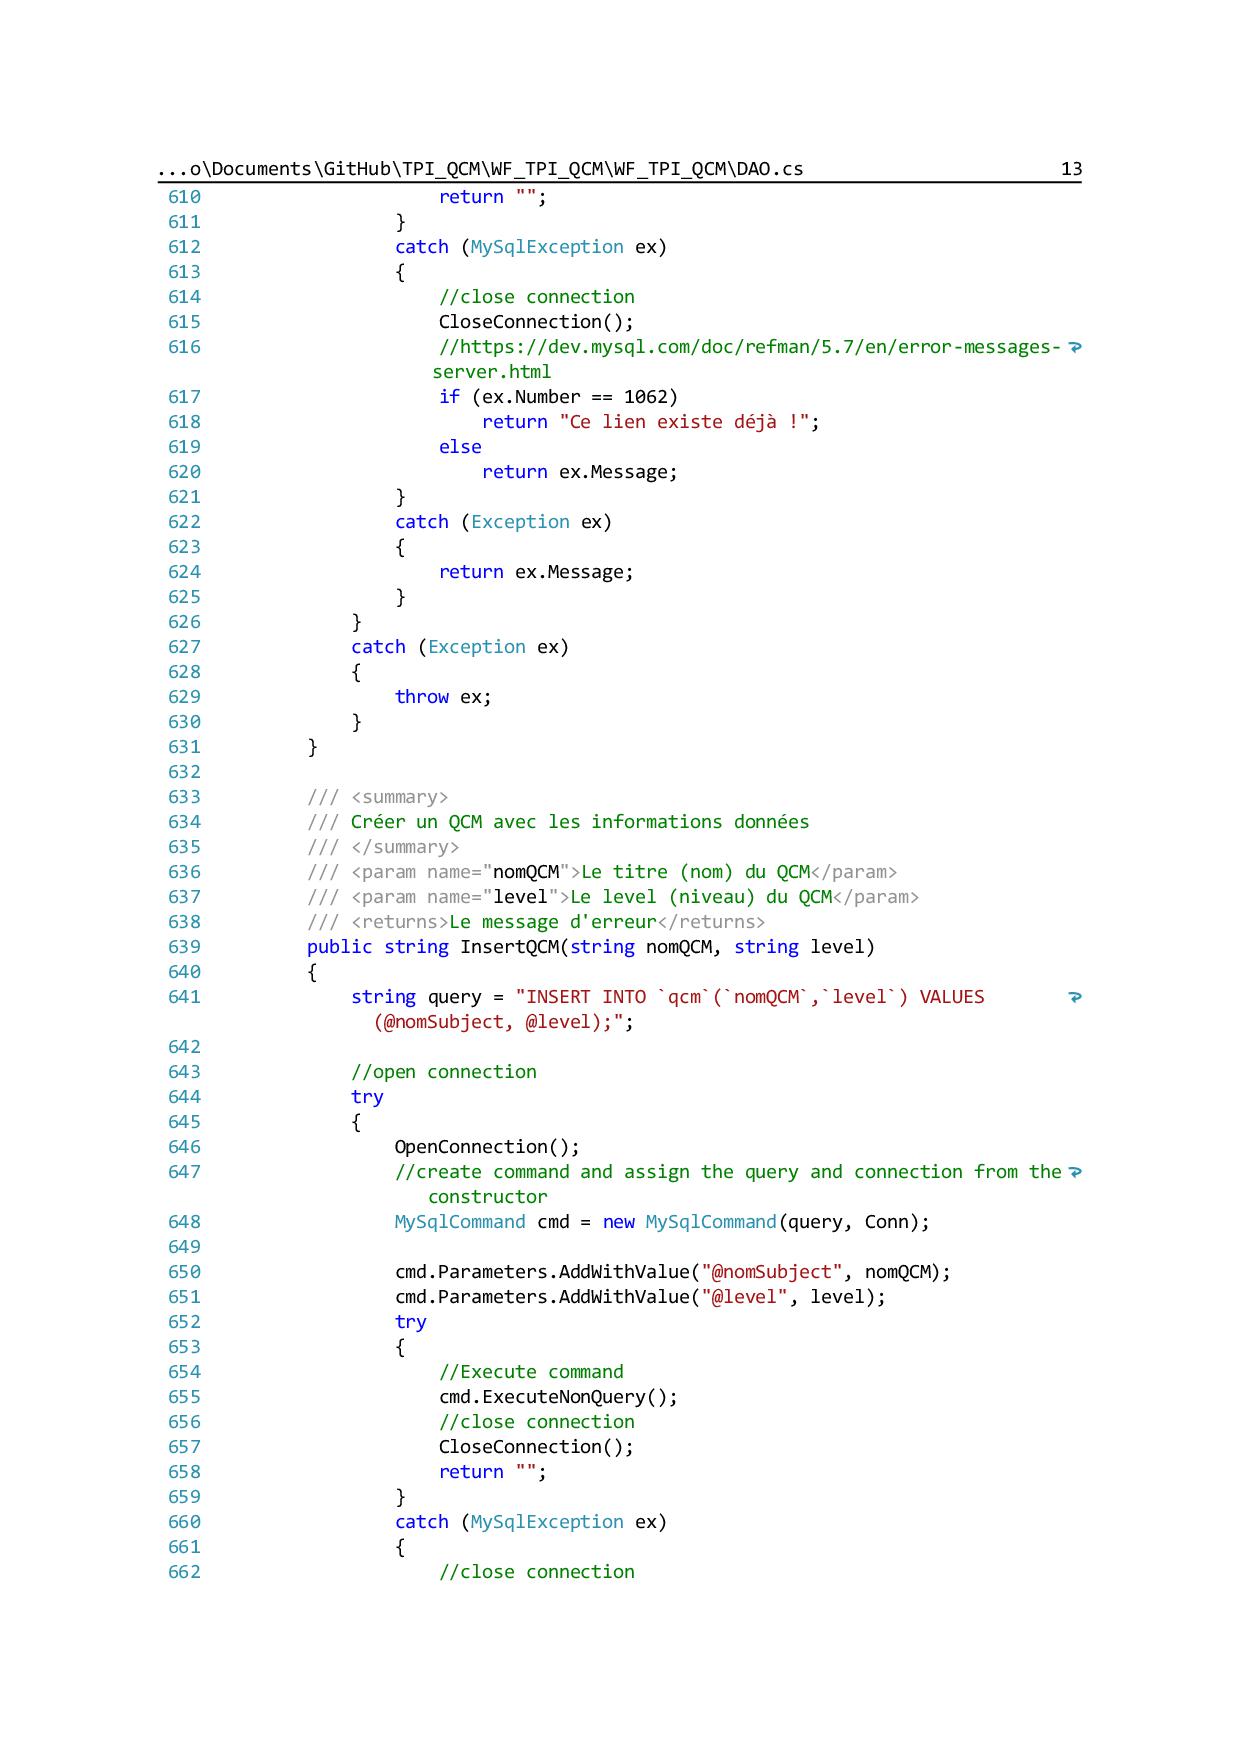 ...o\Documents\GitHub\TPI_QCM\WF_TPI_QCM\WF_TPI_QCM\DAO.cs 13
610 return "";
611 }
612 catch (MySqlException ex)
613 {
614 //close connection
615 CloseConnection();
616 //https://dev.mysql.com/doc/refman/5.7/en/error-messages-
server.html
617 if (ex.Number == 1062)
618 return "Ce lien existe déjà !";
619 else
620 return ex.Message;
621 }
622 catch (Exception ex)
623 {
624 return ex.Message;
625 }
626 }
627 catch (Exception ex)
628 {
629 throw ex;
630 }
631 }
632
633 /// <summary>
634 /// Créer un QCM avec les informations données
635 /// </summary>
636 /// <param name="nomQCM">Le titre (nom) du QCM</param>
637 /// <param name="level">Le level (niveau) du QCM</param>
638 /// <returns>Le message d'erreur</returns>
639 public string InsertQCM(string nomQCM, string level)
640 {
641 string query = "INSERT INTO `qcm`(`nomQCM`,`level`) VALUES
(@nomSubject, @level);";
642
643 //open connection
644 try
645 {
646 OpenConnection();
647 //create command and assign the query and connection from the
constructor
648 MySqlCommand cmd = new MySqlCommand(query, Conn);
649
650 cmd.Parameters.AddWithValue("@nomSubject", nomQCM);
651 cmd.Parameters.AddWithValue("@level", level);
652 try
653 {
654 //Execute command
655 cmd.ExecuteNonQuery();
656 //close connection
657 CloseConnection();
658 return "";
659 }
660 catch (MySqlException ex)
661 {
662 //close connection